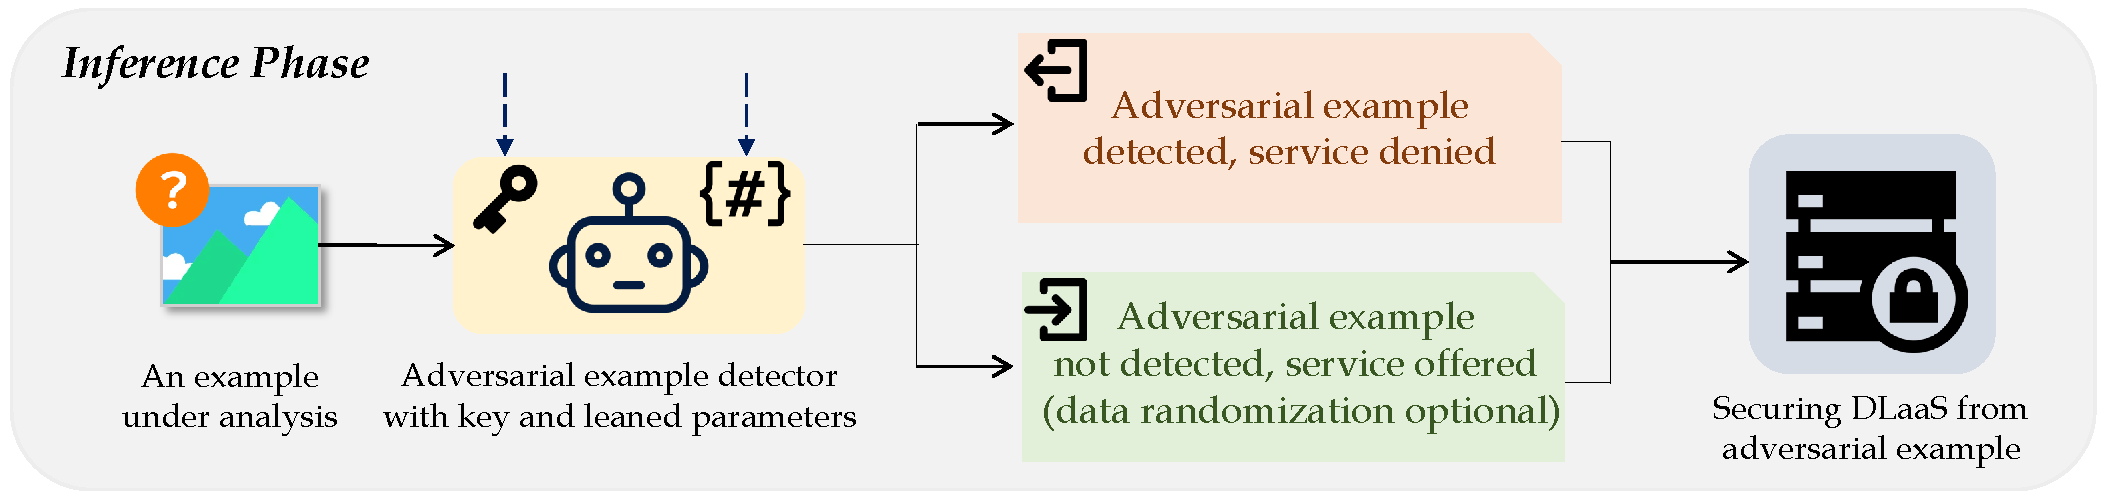 Inference Phase
?
{#}
An example
under analysis
Adversarial example detector
with key and leaned parameters
Adversarial example
detected, service denied
Adversarial example
not detected, service offered
(data randomization optional)
Securing DLaaS from
adversarial example